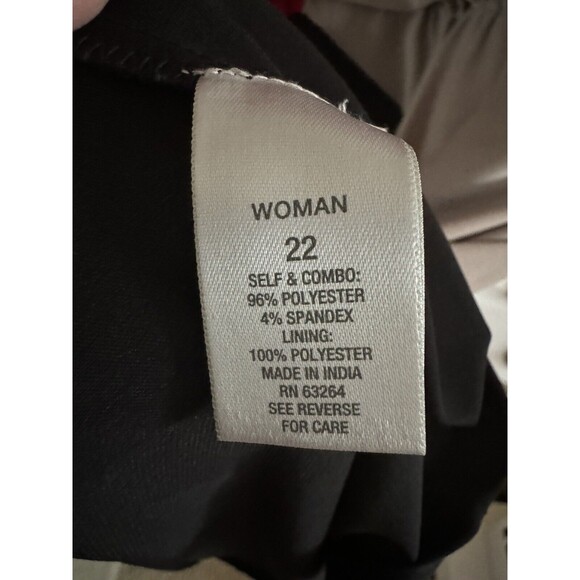 WOMAN
22
SELF & COMBO:
96% POLYESTER
4% SPANDEX
LINING:
100% POLYESTER
MADE IN INDIA
RN 63264
SEE REVERSE
FOR CARE